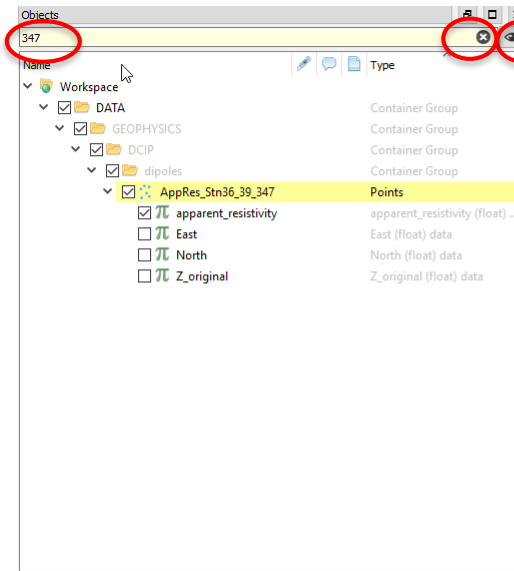 Objects
347
Name Type
Workspace
DATA Container Group
GEOPHYSICS Container Group
DCIP Container Group
dipoles Container Group
AppRes_Stn36_39_347 Points
apparent_resistivity apparent_resistivity (float) ..
East East (float) data
North North (float) data
Z_original Z_original (float) data